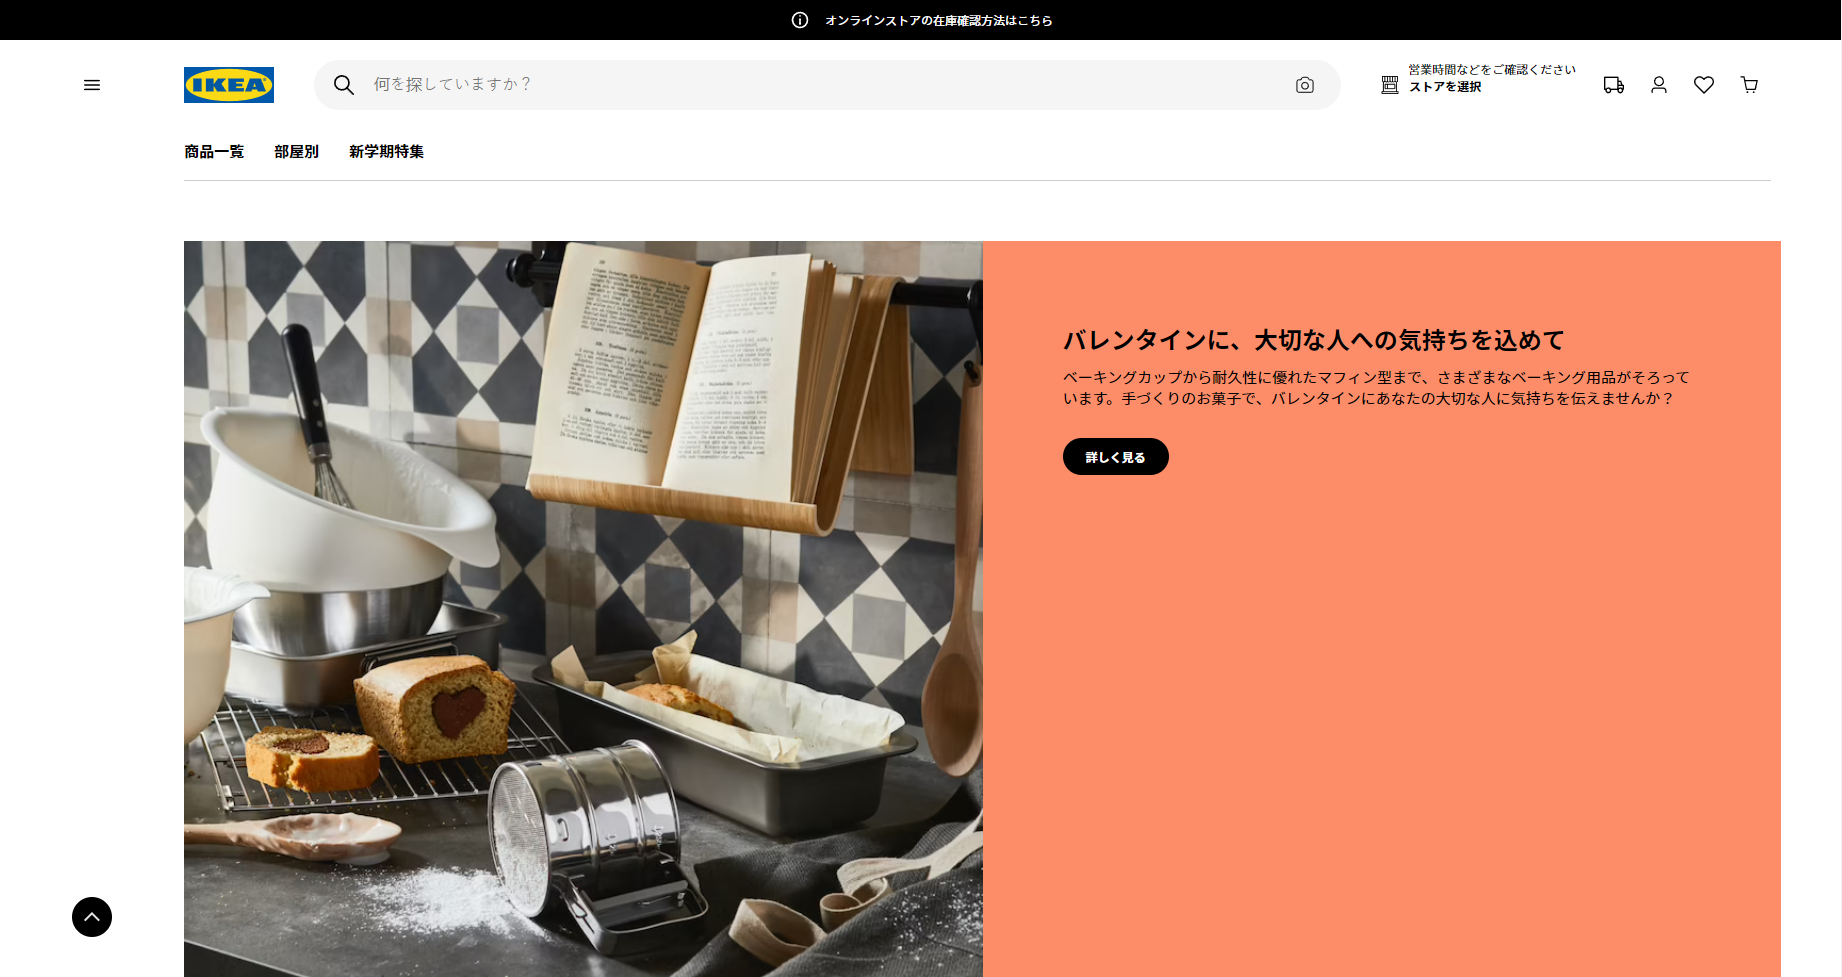 オンラインストアの在庫確認方法はこちら
IKEA
何を探していますか？
営業時間などをご確認ください
ストアを選択
商品一覧
部屋別
新学期特集
バレンタインに、大切な人への気持ちを込めて
ベーキングカップから耐久性に優れたマフィン型まで、さまざまなベーキング用品がそろって
います。手づくりのお菓子で、バレンタインにあなたの大切な人に気持ちを伝えませんか？
詳しく見る